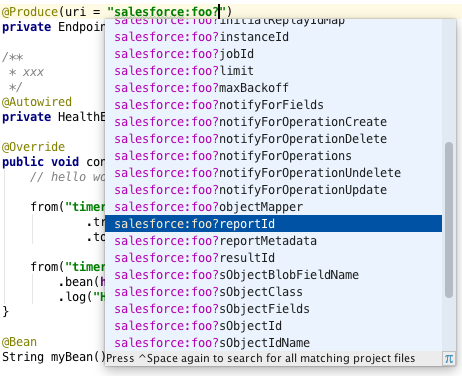 @Produce(uri = "salesforce:foo?")
private Endpoin
salesforce:foo?initialReplayIdMap
salesforce:foo?instanceId
/**
salesforce:foo?jobId
* xxx
salesforce:foo?limit
*/
salesforce:foo?maxBackoff
@Autowired
salesforce:foo?notifyForFields
private HealthE
salesforce:foo?notifyForOperationCreate
salesforce:foo?notifyForOperationDelete
@Override
salesforce:foo?notifyForOperations
public void con
salesforce:foo?notifyForOperationUndelete
// hello wo
salesforce:foo?notifyForOperationUpdate
from("timer
salesforce:foo?objectMapper
.tr
salesforce:foo?reportId
.to
salesforce:foo?reportMetadata
salesforce:foo?resultId
from("timer
salesforce:foo?sObjectBlobFieldName
.bean(h
salesforce:foo?sObjectClass
.log("H
salesforce:foo?sObjectFields
}
salesforce:foo?sObjectId
@Bean
salesforce:foo?sObjectIdName
String myBean()
Press ^Space again to search for all matching project files
π